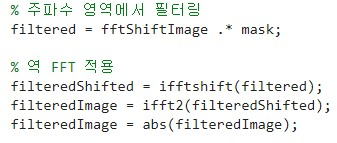 % 주파수 영역에서 필터링
filtered = fftShiftImage .* mask;
% 역 FFT 적용
filteredShifted = ifftshift(filtered);
filteredImage = ifft2(filteredShifted);
filteredImage = abs(filteredImage);